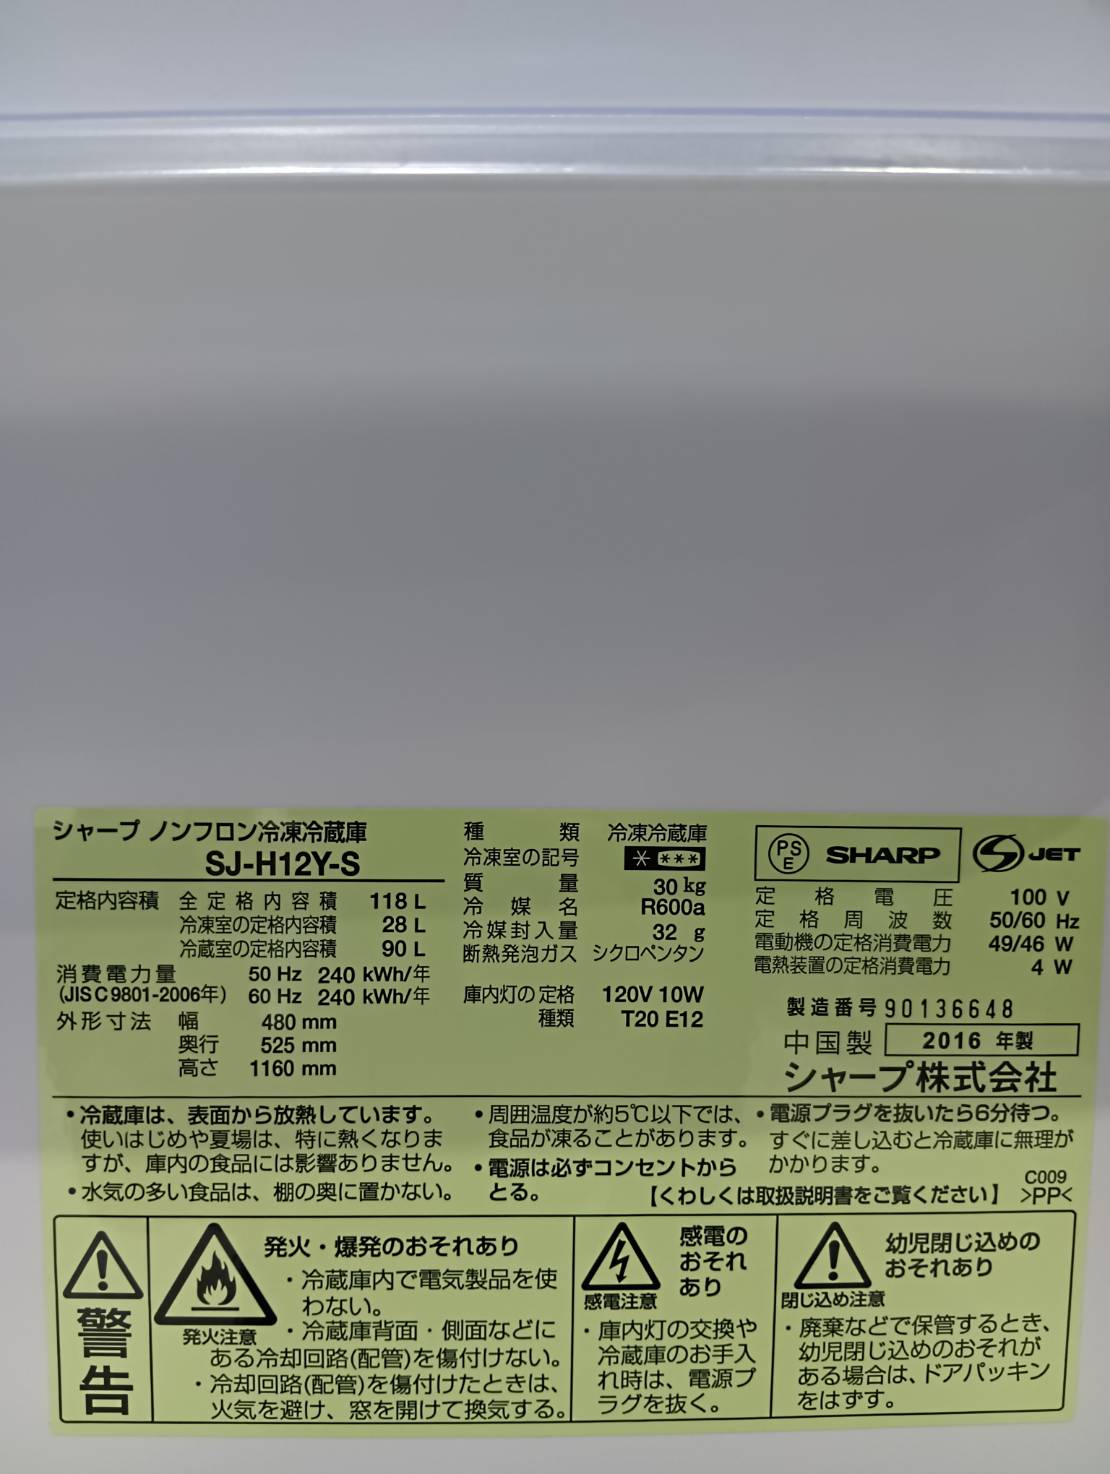 シャープ ノンフロン冷凍冷蔵庫
SJ-H12Y-S
定格内容積 全定格内容積 118 L
冷凍室の定格内容積 28 L
冷蔵室の定格内容積 90 L
消費電力量 50 Hz 240 kWh/年
(JIS C 9801-2006年) 60 Hz 240 kWh/年
外形寸法 幅 480 mm
奥行 525 mm
高さ 1160 mm
種類 冷凍冷蔵庫
冷凍室の記号 * ***
質量 30 kg
冷媒名 R600a
冷媒封入量 32 g
断熱発泡ガス シクロペンタン
庫内灯の定格 120V 10W
種類 T20 E12
PS E SHARP JET
定格電圧 100 V
定格周波数 50/60 Hz
電動機の定格消費電力 49/46 W
電熱装置の定格消費電力 4 W
製造番号 90136648
中国製 2016 年製
シャープ株式会社
・冷蔵庫は、表面から放熱しています。
使いはじめや夏場は、特に熱くなりま
すが、庫内の食品には影響ありません。
・水気の多い食品は、棚の奥に置かない。
・周囲温度が約5℃以下では、
食品が凍ることがあります。
・電源は必ずコンセントから
とる。
・電源プラグを抜いたら6分待つ。
すぐに差し込むと冷蔵庫に無理が
かかります。
【くわしくは取扱説明書をご覧ください】
C009
>PP<
警告
発火注意
発火・爆発のおそれあり
・冷蔵庫内で電気製品を使
わない。
・冷蔵庫背面・側面などに
ある冷却回路(配管)を傷付けない。
・冷却回路(配管)を傷付けたときは、
火気を避け、窓を開けて換気する。
感電注意
感電の
おそれ
あり
・庫内灯の交換や
冷蔵庫のお手入
れ時は、電源プ
ラグを抜く。
閉じ込め注意
幼児閉じ込めの
おそれあり
・廃棄などで保管するとき、
幼児閉じ込めのおそれが
ある場合は、ドアパッキン
をはずす。